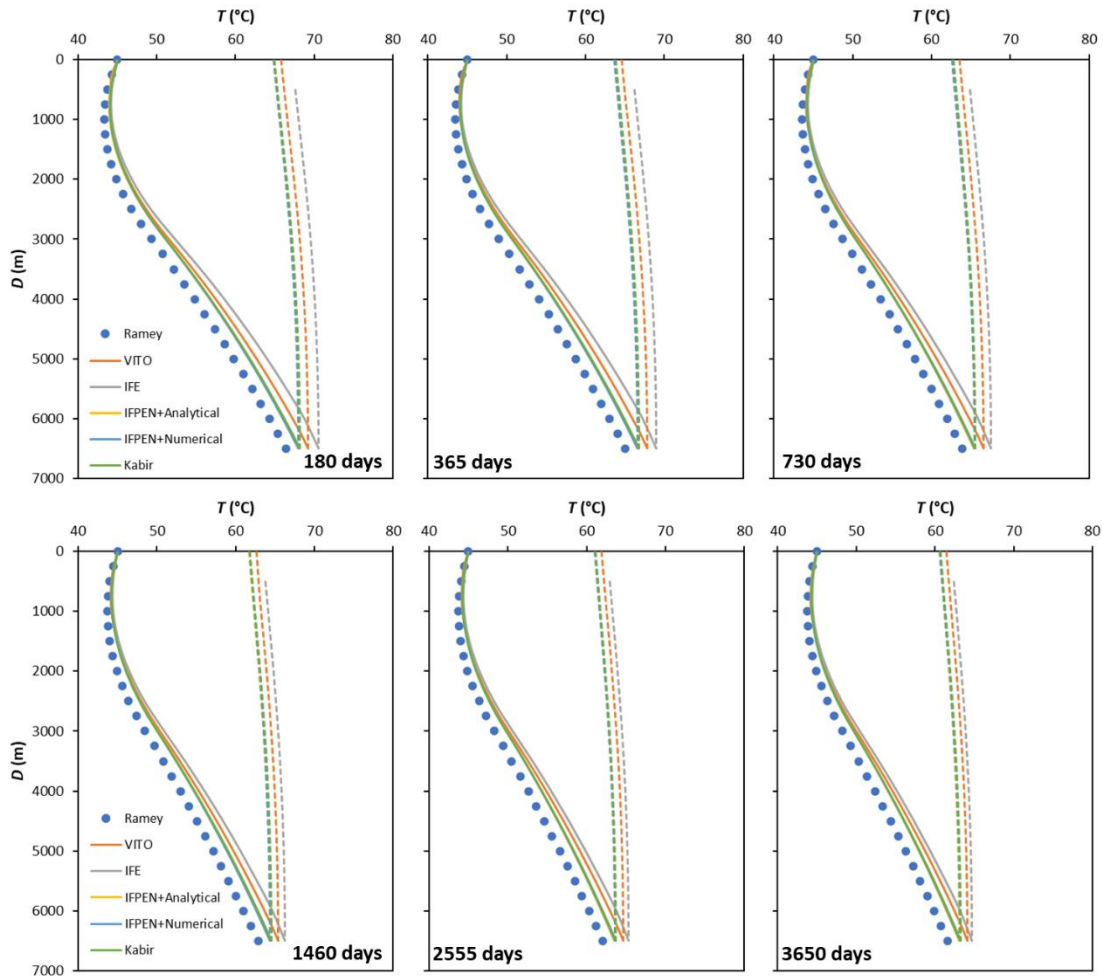 T (°C)
T (°C)
T (°C)
40 50 60 70 80
40 50 60 70 80
40 50 60 70 80
D (m)
0
1000
2000
3000
4000
5000
6000
7000
Ramey
VITO
IFE
IFPEN+Analytical
IFPEN+Numerical
Kabir
180 days
365 days
730 days
T (°C)
T (°C)
T (°C)
40 50 60 70 80
40 50 60 70 80
40 50 60 70 80
D (m)
0
1000
2000
3000
4000
5000
6000
7000
Ramey
VITO
IFE
IFPEN+Analytical
IFPEN+Numerical
Kabir
1460 days
2555 days
3650 days